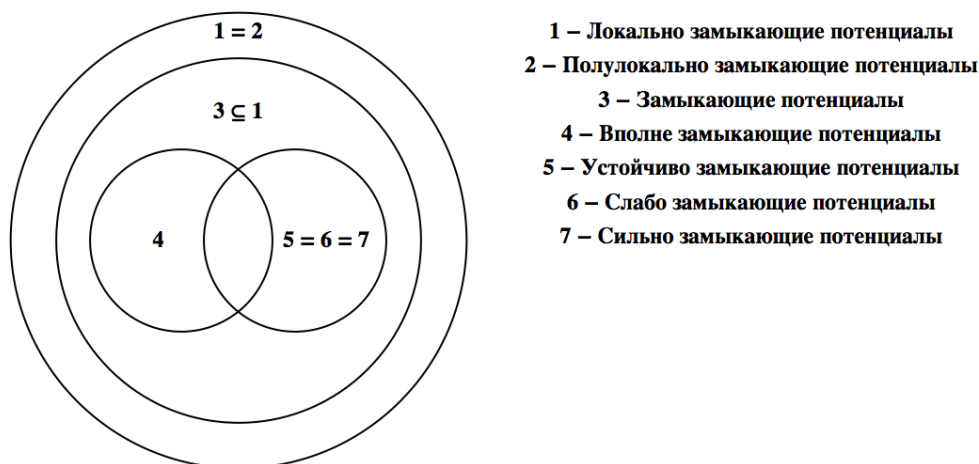 1 = 2
3 ⊆ 1
4
5 = 6 = 7
1 – Локально замыкающие потенциалы
2 – Полулокально замыкающие потенциалы
3 – Замыкающие потенциалы
4 – Вполне замыкающие потенциалы
5 – Устойчиво замыкающие потенциалы
6 – Слабо замыкающие потенциалы
7 – Сильно замыкающие потенциалы